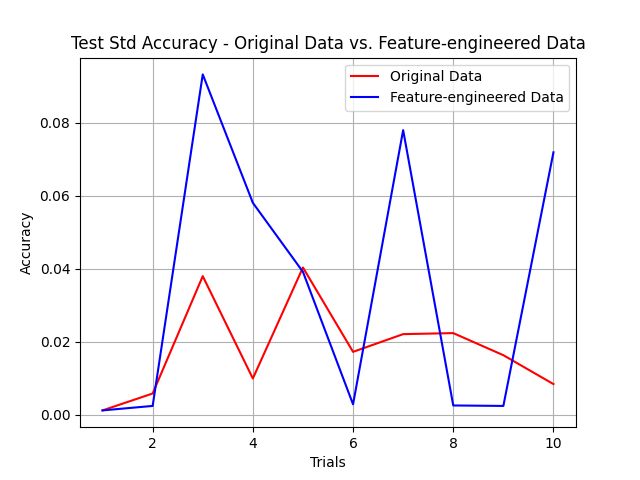 Test Std Accuracy - Original Data vs. Feature-engineered Data
Original Data
Feature-engineered Data
Accuracy
0.08
0.06
0.04
0.02
0.00
2
4
6
8
10
Trials